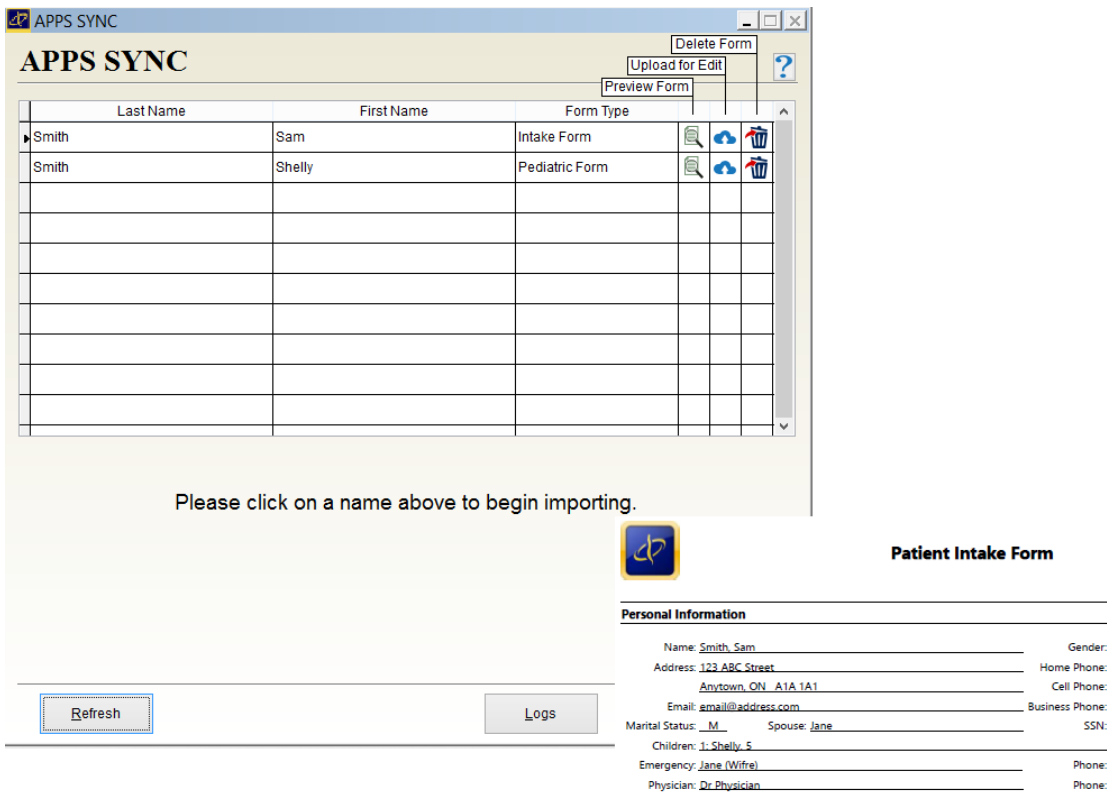 APPS SYNC
APPS SYNC
Delete Form
Upload for Edit
Preview Form
?
Last Name First Name Form Type
Smith Sam Intake Form
Smith Shelly Pediatric Form
Please click on a name above to begin importing.
Refresh Logs
Patient Intake Form
Personal Information
Name: Smith, Sam Gender:
Address: 123 ABC Street Home Phone:
Anytown, ON A1A 1A1 Cell Phone:
Email: email@address.com Business Phone:
Marital Status: M Spouse: Jane SSN:
Children: 1: Shelly, 5
Emergency: Jane (Wifre) Phone:
Physician: Dr Physician Phone: